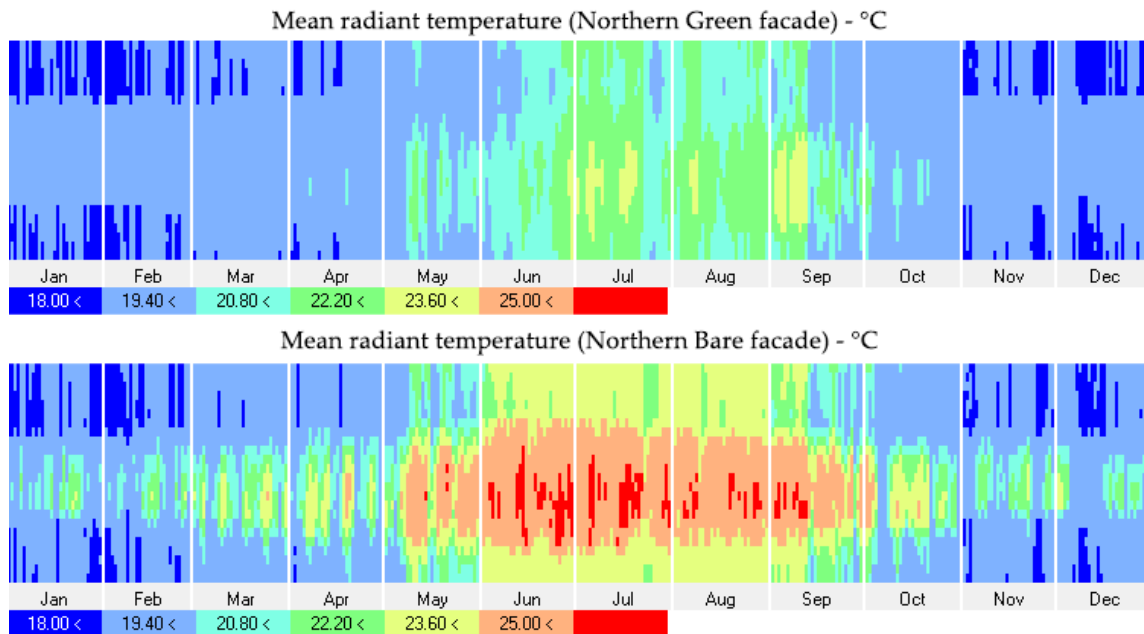 Mean radiant temperature (Northern Green facade) - °C
Jan Feb Mar Apr May Jun Jul Aug Sep Oct Nov Dec
18.00 < 19.40 < 20.80 < 22.20 < 23.60 < 25.00 <
Mean radiant temperature (Northern Bare facade) - °C
Jan Feb Mar Apr May Jun Jul Aug Sep Oct Nov Dec
18.00 < 19.40 < 20.80 < 22.20 < 23.60 < 25.00 <